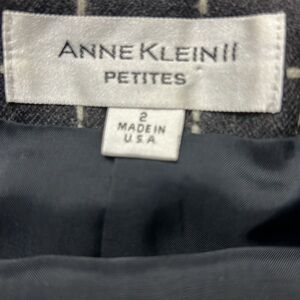 ANNE KLEIN II
PETITES
2
MADE IN
U.S.A